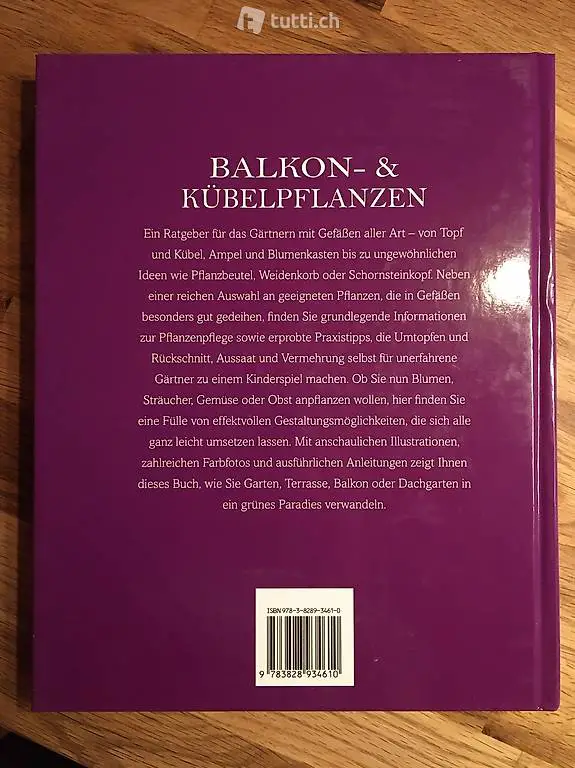 tutti.ch
BALKON- &
KÜBELPFLANZEN
Ein Ratgeber für das Gärtnern mit Gefäßen aller Art – von Topf
und Kübel, Ampel und Blumenkasten bis zu ungewöhnlichen
Ideen wie Pflanzbeutel, Weidenkorb oder Schornsteinkopf. Neben
einer reichen Auswahl an geeigneten Pflanzen, die in Gefäßen
besonders gut gedeihen, finden Sie grundlegende Informationen
zur Pflanzenpflege sowie erprobte Praxistipps, die Umtopfen und
Rückschnitt, Aussaat und Vermehrung selbst für unerfahrene
Gärtner zu einem Kinderspiel machen. Ob Sie nun Blumen,
Sträucher, Gemüse oder Obst anpflanzen wollen, hier finden Sie
eine Fülle von effektvollen Gestaltungsmöglichkeiten, die sich alle
ganz leicht umsetzen lassen. Mit anschaulichen Illustrationen,
zahlreichen Farbfotos und ausführlichen Anleitungen zeigt Ihnen
dieses Buch, wie Sie Garten, Terrasse, Balkon oder Dachgarten in
ein grünes Paradies verwandeln.
ISBN 978-3-8289-3461-0
9 783828 934610